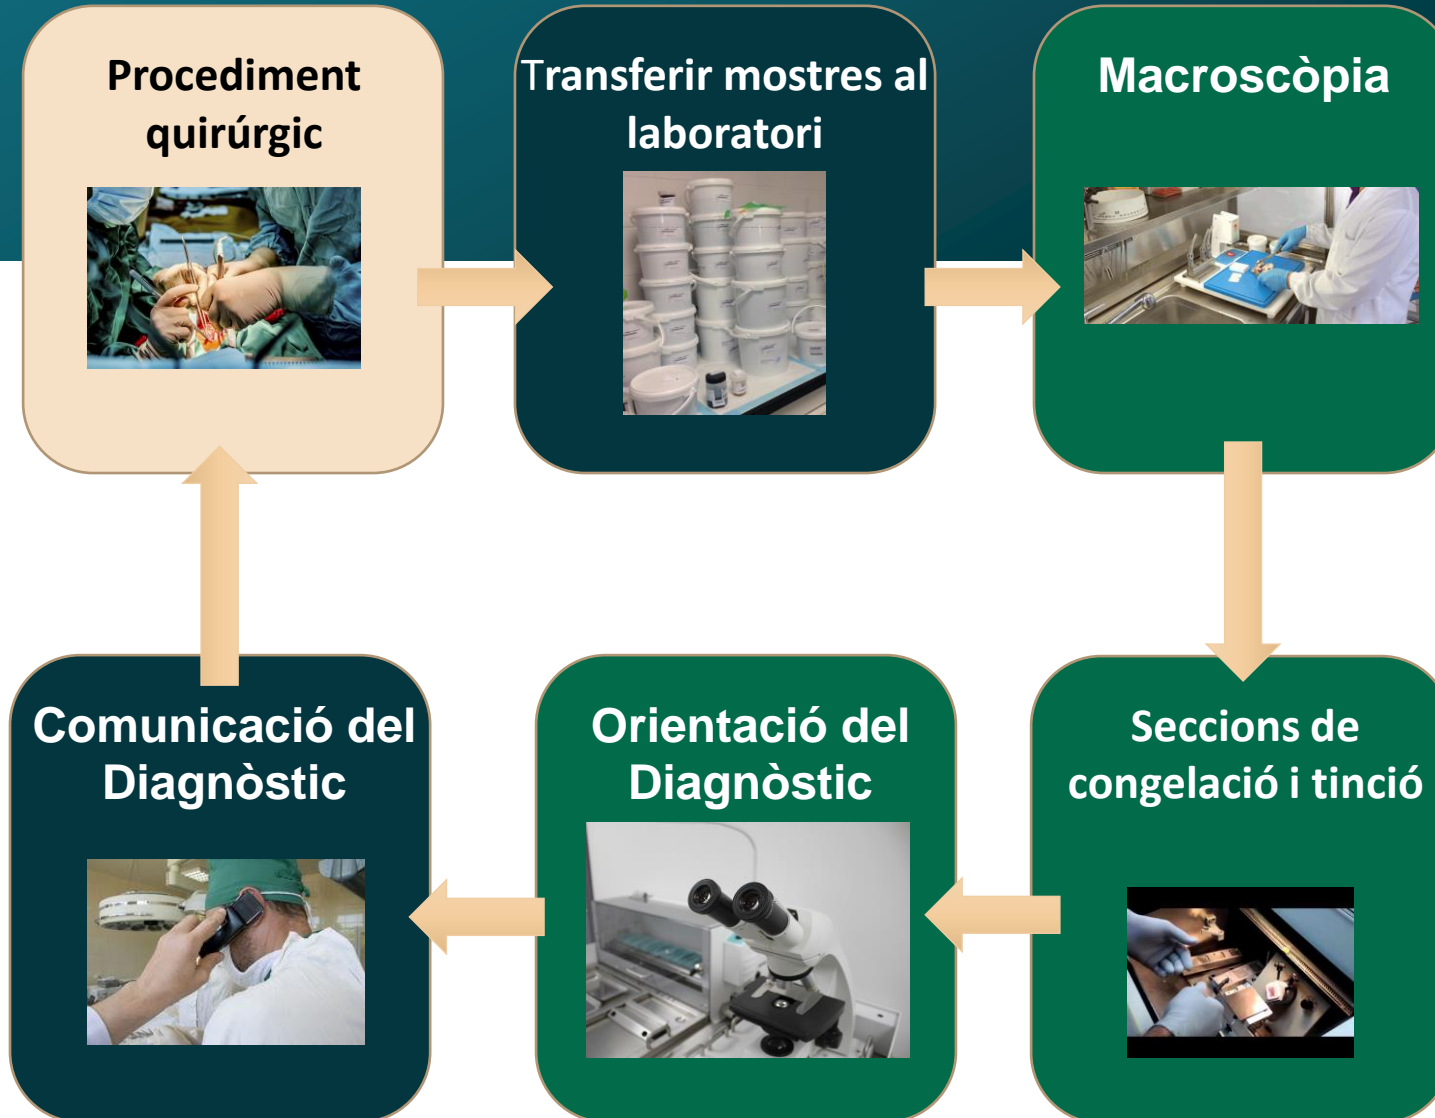 Procediment
quirúrgic
Transferir mostres al
laboratori
Macroscòpia
Comunicació del
Diagnòstic
Orientació del
Diagnòstic
Seccions de
congelació i tinció